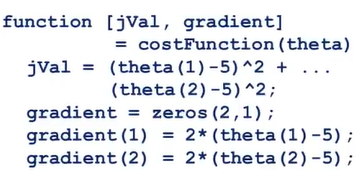 function [jVal, gradient]
= costFunction(theta)
jVal = (theta(1)-5)^2 + ...
(theta(2)-5)^2;
gradient = zeros(2,1);
gradient(1) = 2*(theta(1)-5);
gradient(2) = 2*(theta(2)-5);